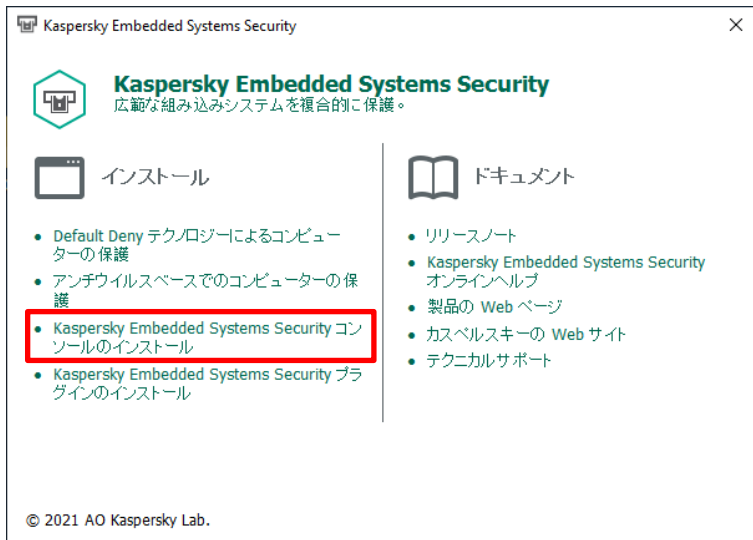 Kaspersky Embedded Systems Security
Kaspersky Embedded Systems Security
広範な組み込みシステムを複合的に保護。
インストール
Default Deny テクノロジーによるコンピュー
ターの保護
アンチウイルスベースでのコンピューターの保
護
Kaspersky Embedded Systems Security コン
ソールのインストール
Kaspersky Embedded Systems Security プラ
グインのインストール
ドキュメント
リリースノート
Kaspersky Embedded Systems Security
オンラインヘルプ
製品の Web ページ
カスペルスキーの Web サイト
テクニカルサポート
© 2021 AO Kaspersky Lab.